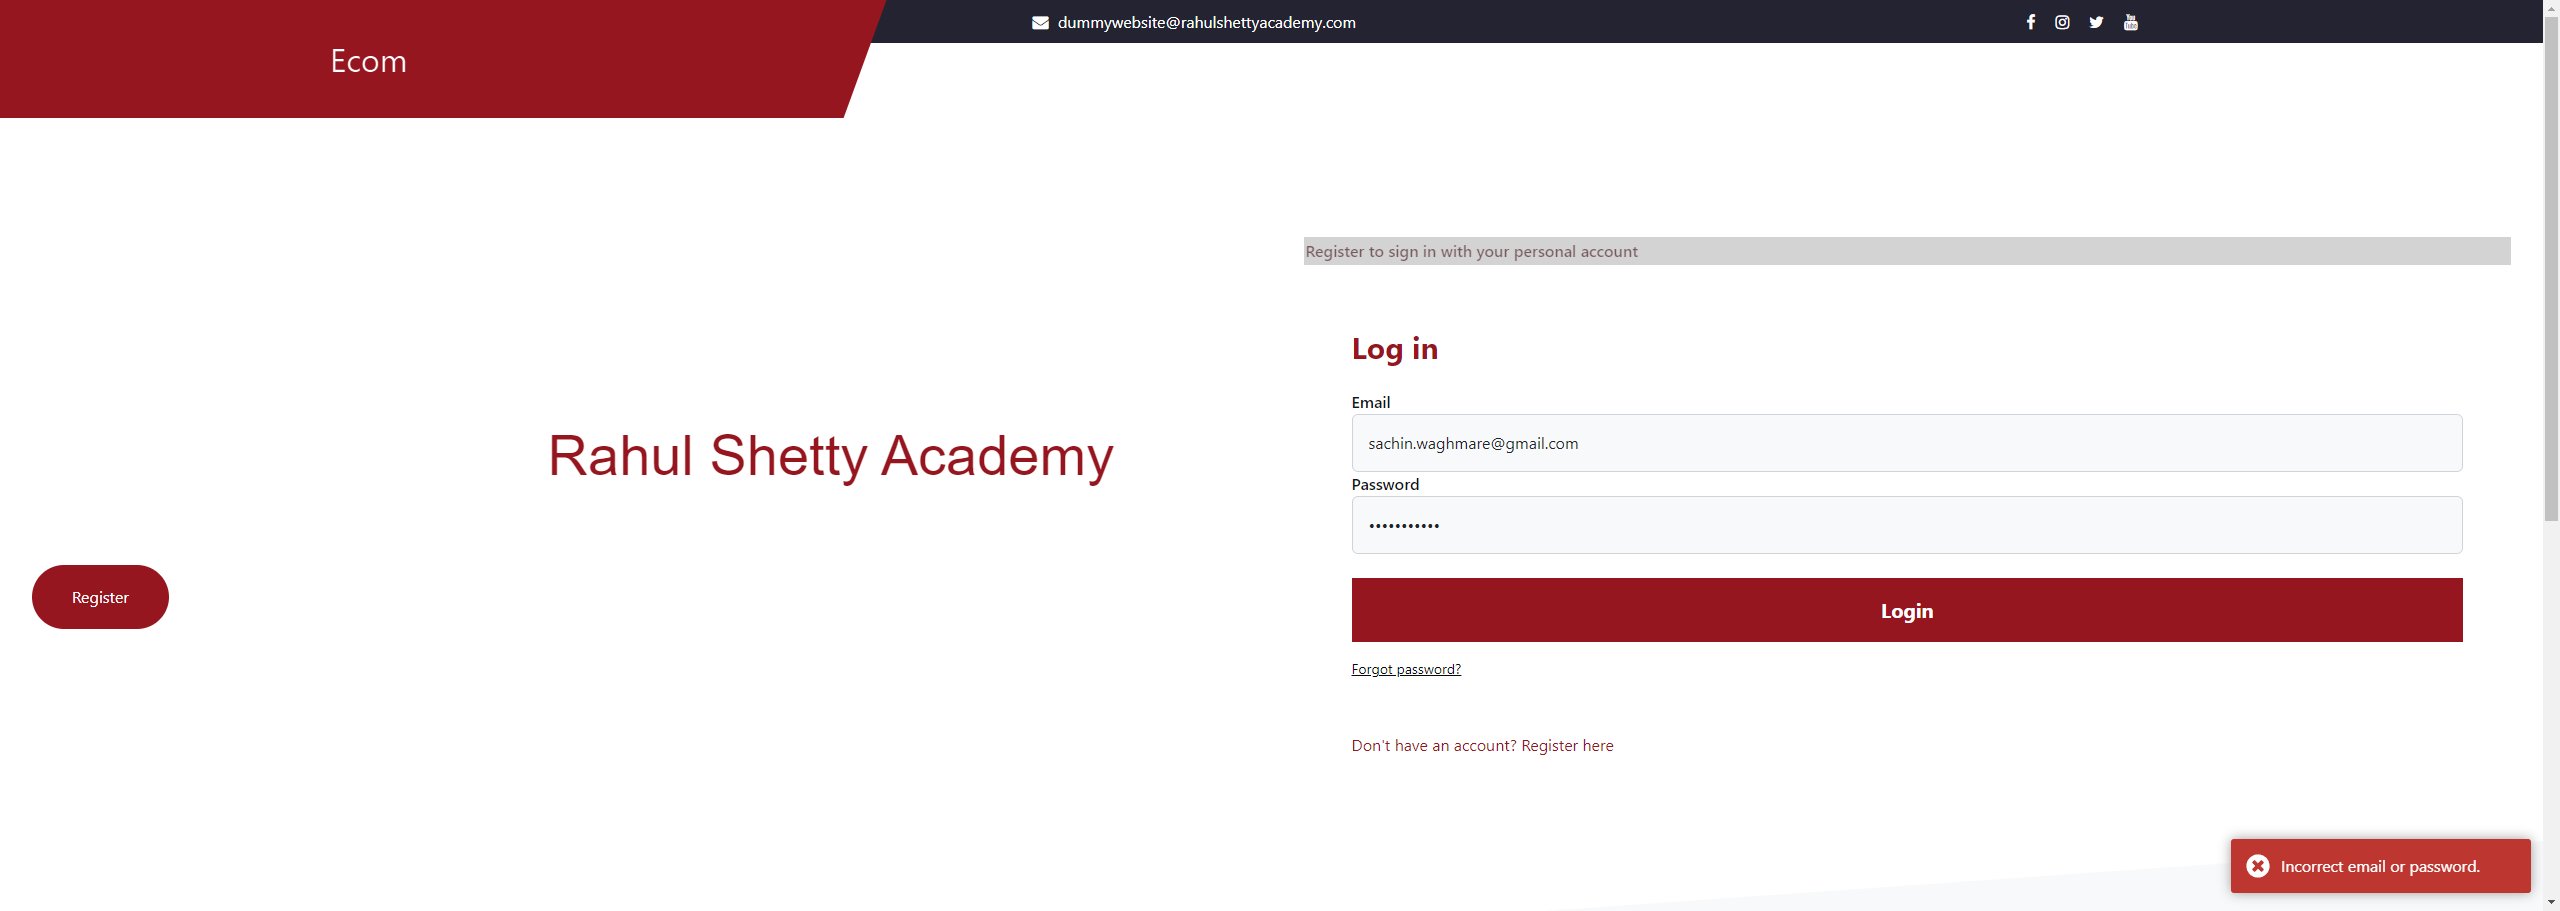 dummywebsite@rahulshettyacademy.com
Ecom
Register to sign in with your personal account
Log in
Email
sachin.waghmare@gmail.com
Rahul Shetty Academy
Password
•••••••••••
Register
Login
Forgot password?
Don't have an account? Register here
Incorrect email or password.